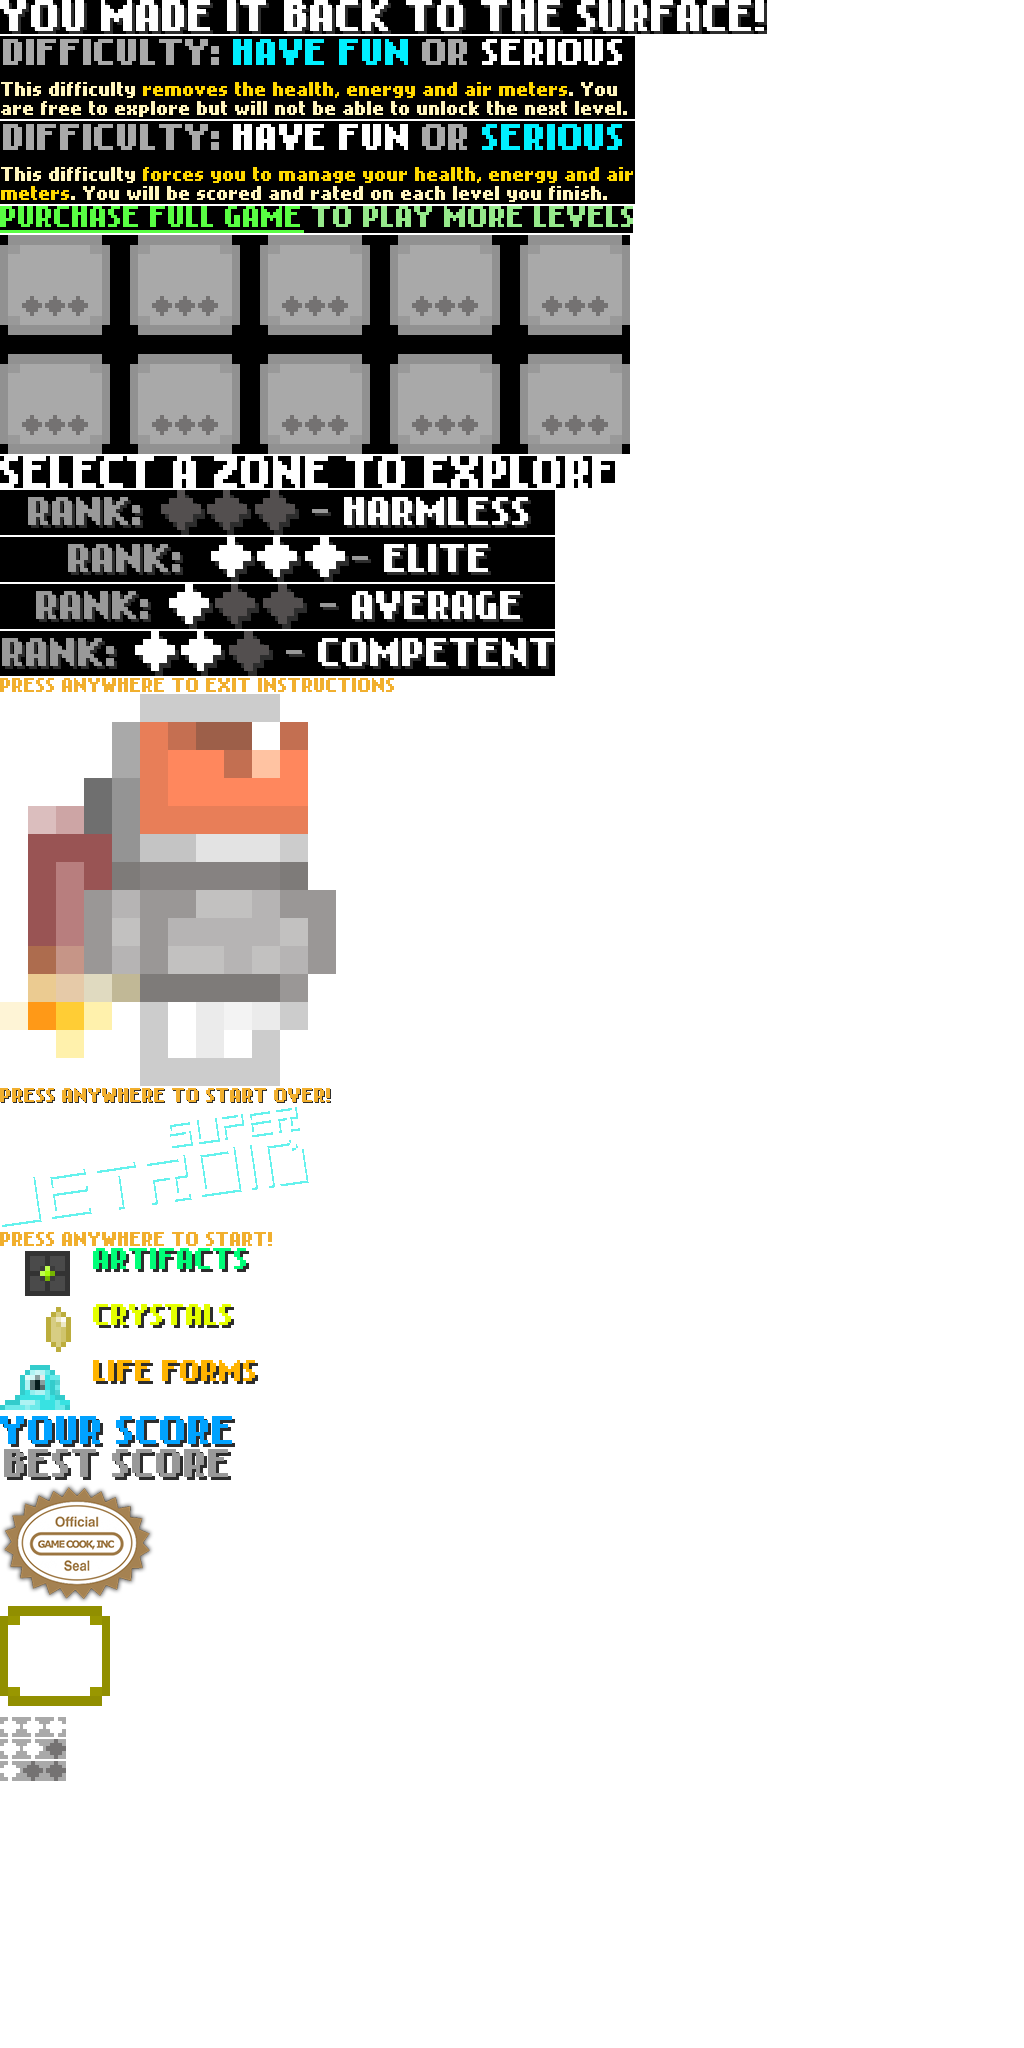 YOU MADE IT BACK TO THE SURFACE!
DIFFICULTY: HAVE FUN OR SERIOUS
This difficulty removes the health, energy and air meters. You
are free to explore but will not be able to unlock the next level.
DIFFICULTY: HAVE FUN OR SERIOUS
This difficulty forces you to manage your health, energy and air
meters. You will be scored and rated on each level you finish.
PURCHASE FULL GAME TO PLAY MORE LEVELS
SELECT A ZONE TO EXPLORE
RANK: - HARMLESS
RANK: - ELITE
RANK: - AVERAGE
RANK: - COMPETENT
PRESS ANYWHERE TO EXIT INSTRUCTIONS
PRESS ANYWHERE TO START OVER!
SUPER
JETROID
PRESS ANYWHERE TO START!
ARTIFACTS
CRYSTALS
LIFE FORMS
YOUR SCORE
BEST SCORE
Official
GAME COOK, INC
Seal